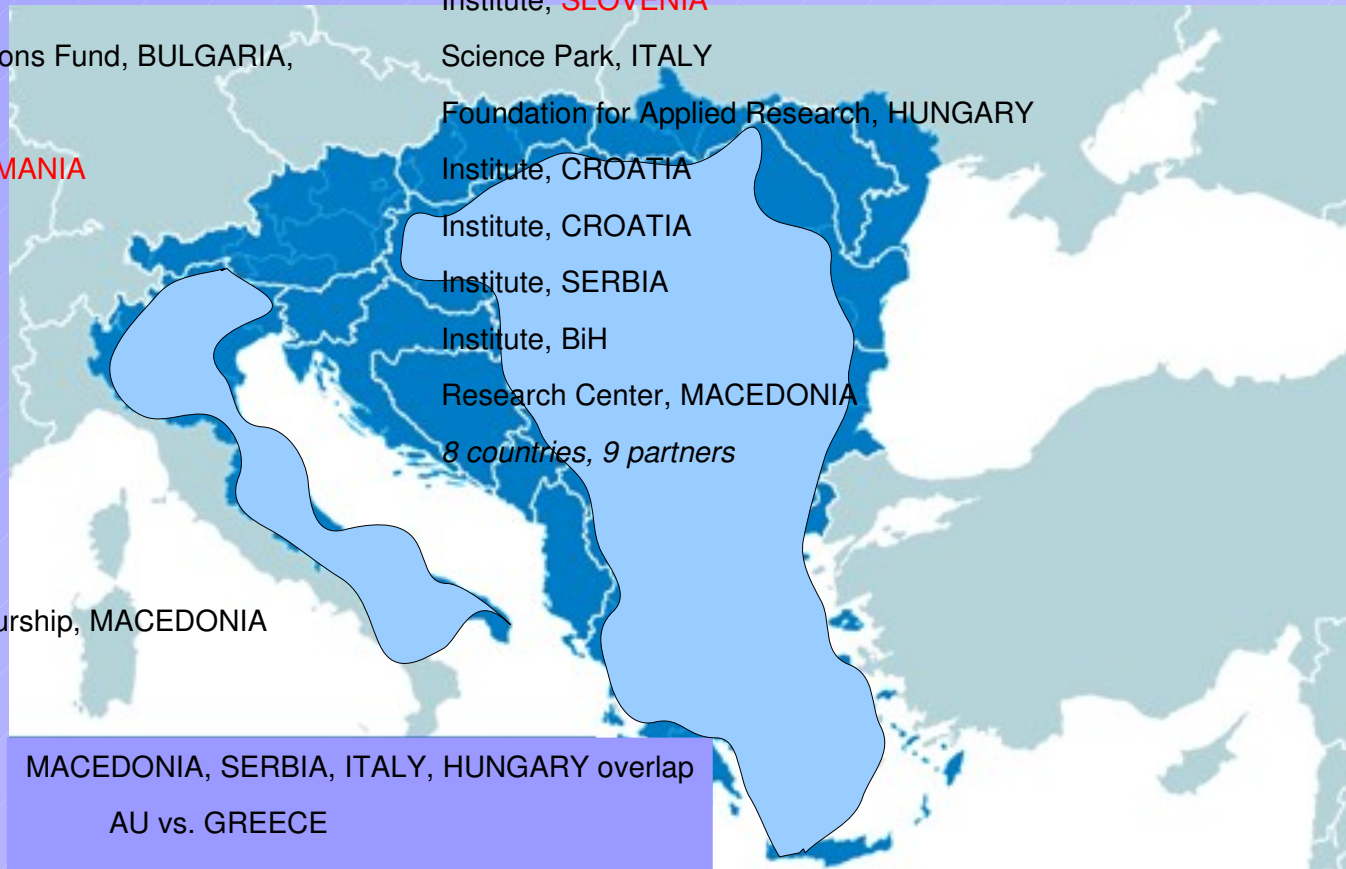 ons Fund, BULGARIA,
MANIA
urship, MACEDONIA
Institute, SLOVENIA
Science Park, ITALY
Foundation for Applied Research, HUNGARY
Institute, CROATIA
Institute, CROATIA
Institute, SERBIA
Institute, BiH
Research Center, MACEDONIA
8 countries, 9 partners
MACEDONIA, SERBIA, ITALY, HUNGARY overlap
AU vs. GREECE